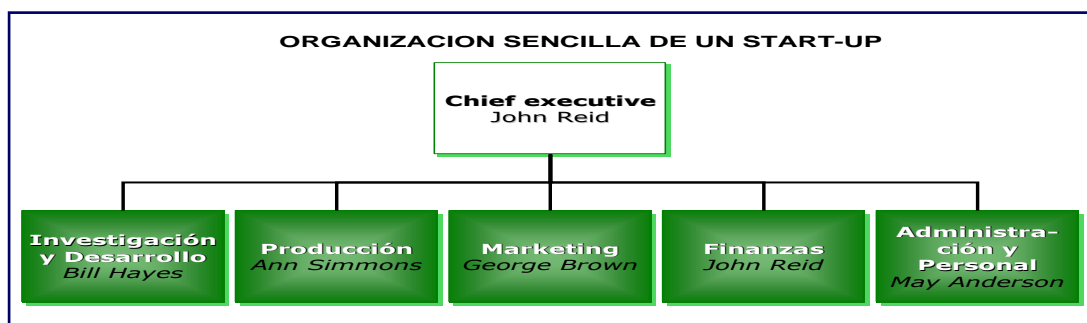 ORGANIZACION SENCILLA DE UN START-UP
Chief executive
John Reid
Investigación
y Desarrollo
Bill Hayes
Producción
Ann Simmons
Marketing
George Brown
Finanzas
John Reid
Administra-
ción y
Personal
May Anderson